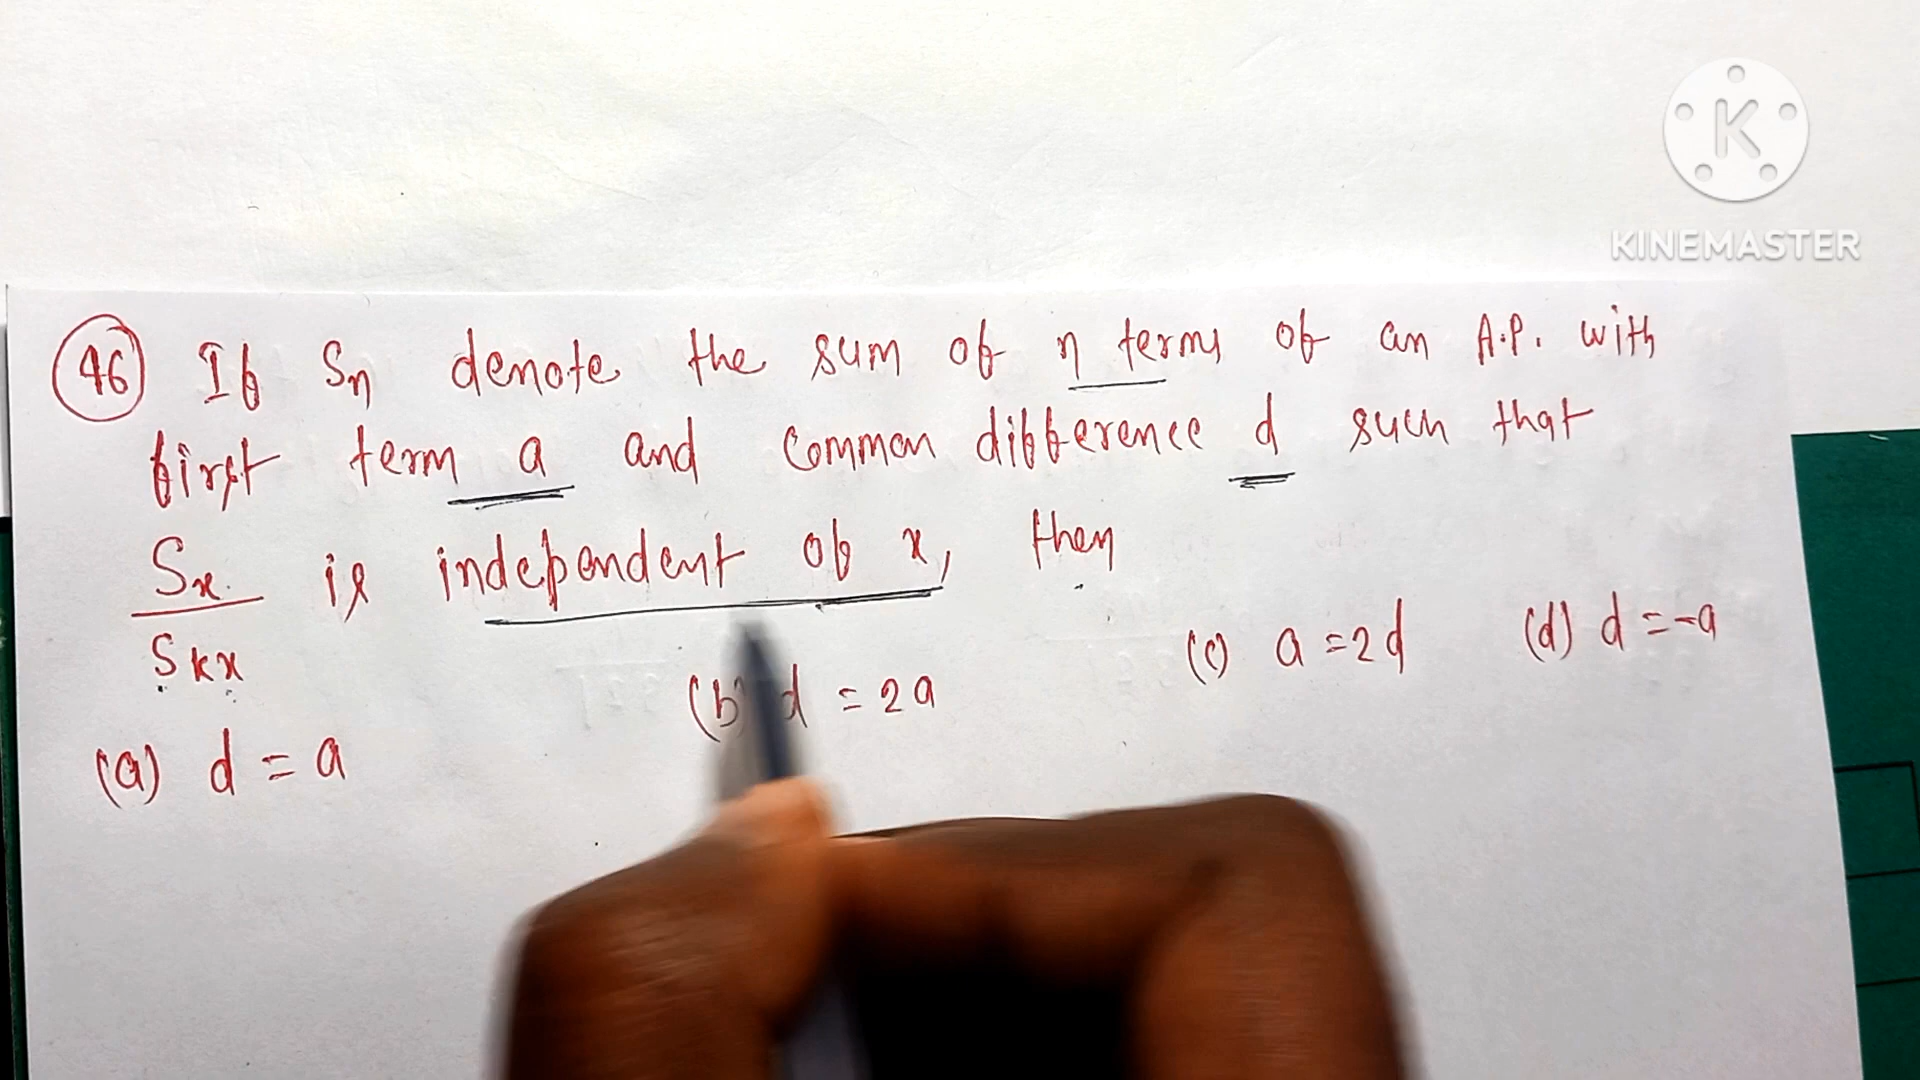 K
KINEMASTER
46 If Sn denote the sum of n terms of an A.P. with
first term a and common difference d such that
Sx / Skx is independent of x, then
(a) d = a (b) d = 2a (c) a = 2d (d) d = -a